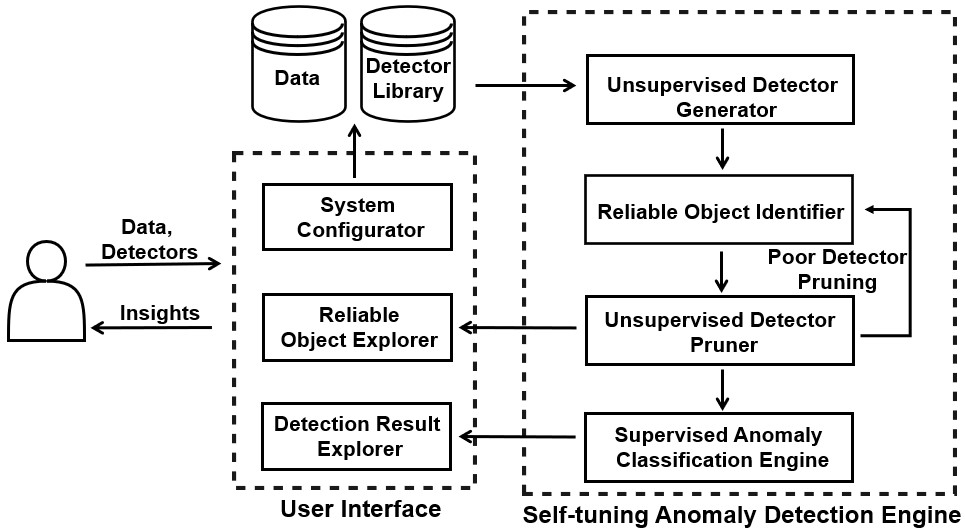 Data
Detector
Library
Unsupervised Detector
Generator
System
Configurator
Reliable Object Identifier
Data,
Detectors
Poor Detector
Pruning
Insights
Reliable
Object Explorer
Unsupervised Detector
Pruner
Detection Result
Explorer
Supervised Anomaly
Classification Engine
User Interface
Self-tuning Anomaly Detection Engine